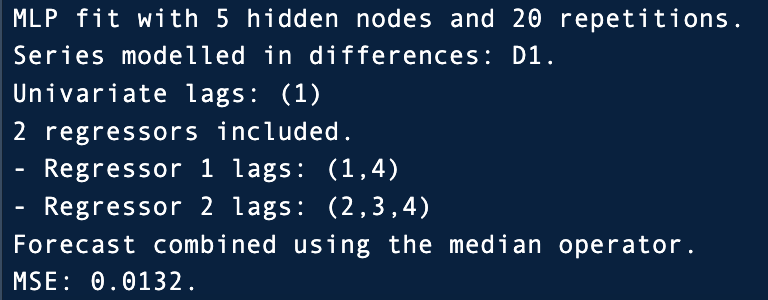 MLP fit with 5 hidden nodes and 20 repetitions.
Series modelled in differences: D1.
Univariate lags: (1)
2 regressors included.
- Regressor 1 lags: (1,4)
- Regressor 2 lags: (2,3,4)
Forecast combined using the median operator.
MSE: 0.0132.